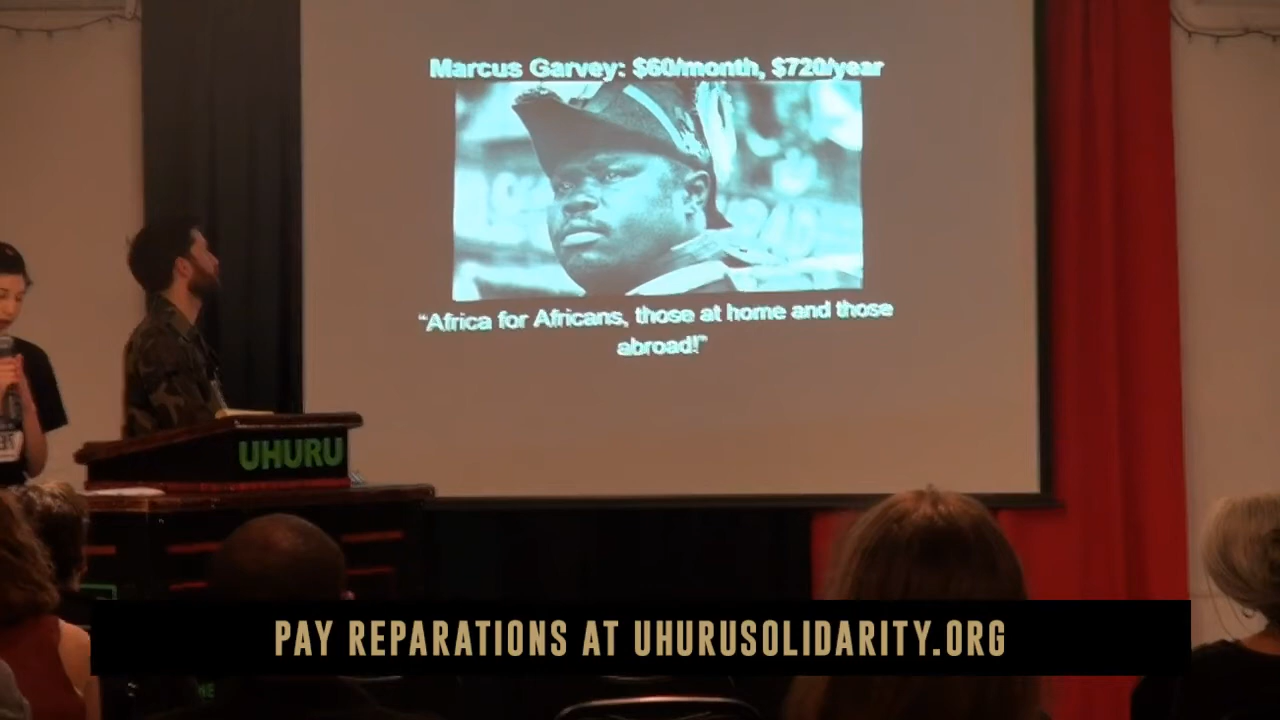 Marcus Garvey: $60/month, $720/year
“Africa for Africans, those at home and those
abroad!”
UHURU
PAY REPARATIONS AT UHURUSOLIDARITY.ORG